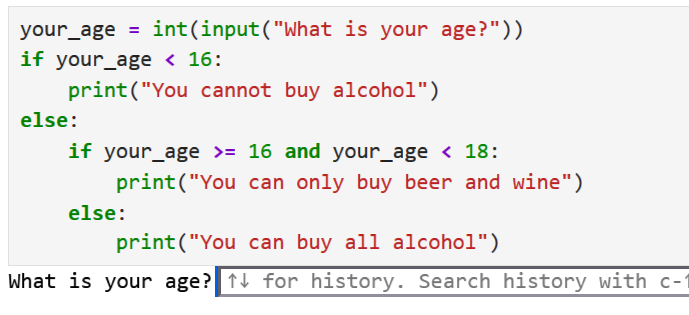 your_age = int(input("What is your age?"))
if your_age < 16:
    print("You cannot buy alcohol")
else:
    if your_age >= 16 and your_age < 18:
        print("You can only buy beer and wine")
    else:
        print("You can buy all alcohol")
What is your age? ↑↓ for history. Search history with c-↑